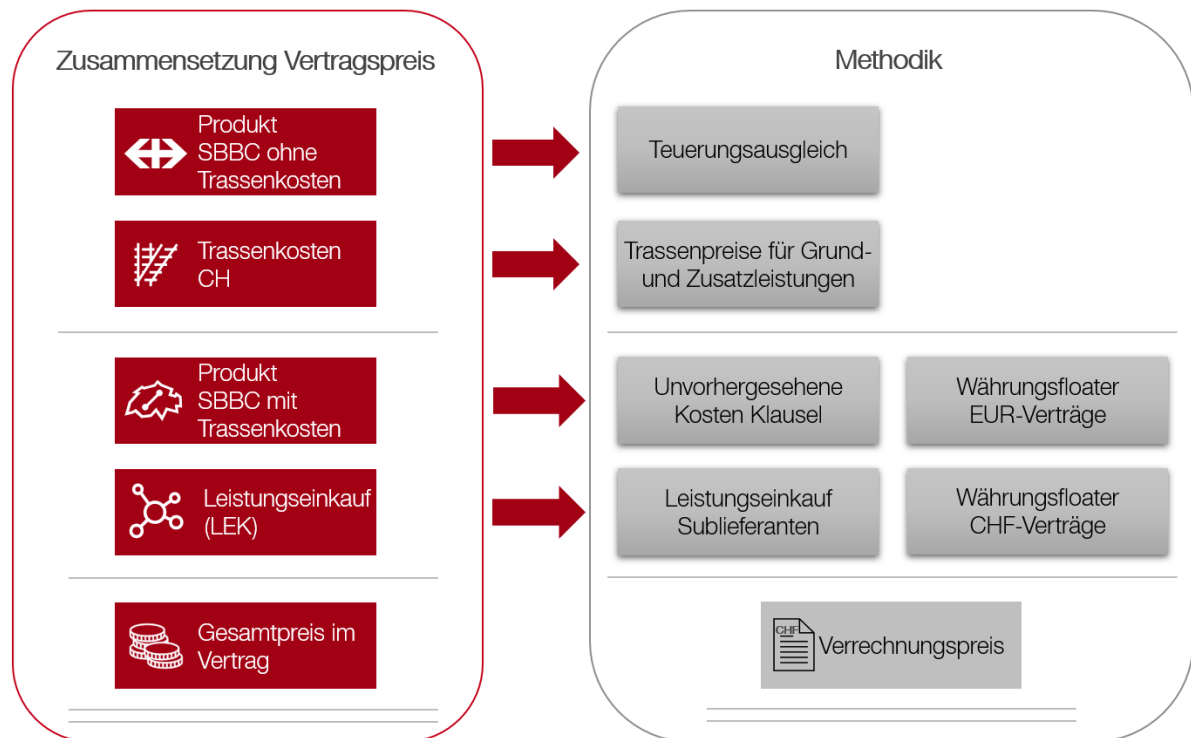 Zusammensetzung Vertragspreis
Produkt
SBBC ohne
Trassenkosten
Trassenkosten
CH
Produkt
SBBC mit
Trassenkosten
Leistungseinkauf
(LEK)
Gesamtpreis im
Vertrag
Methodik
Teuerungsausgleich
Trassenpreise für Grund-
und Zusatzleistungen
Unvorhergesehene
Kosten Klausel
Währungsfloater
EUR-Verträge
Leistungseinkauf
Sublieferanten
Währungsfloater
CHF-Verträge
CHF
Verrechnungspreis